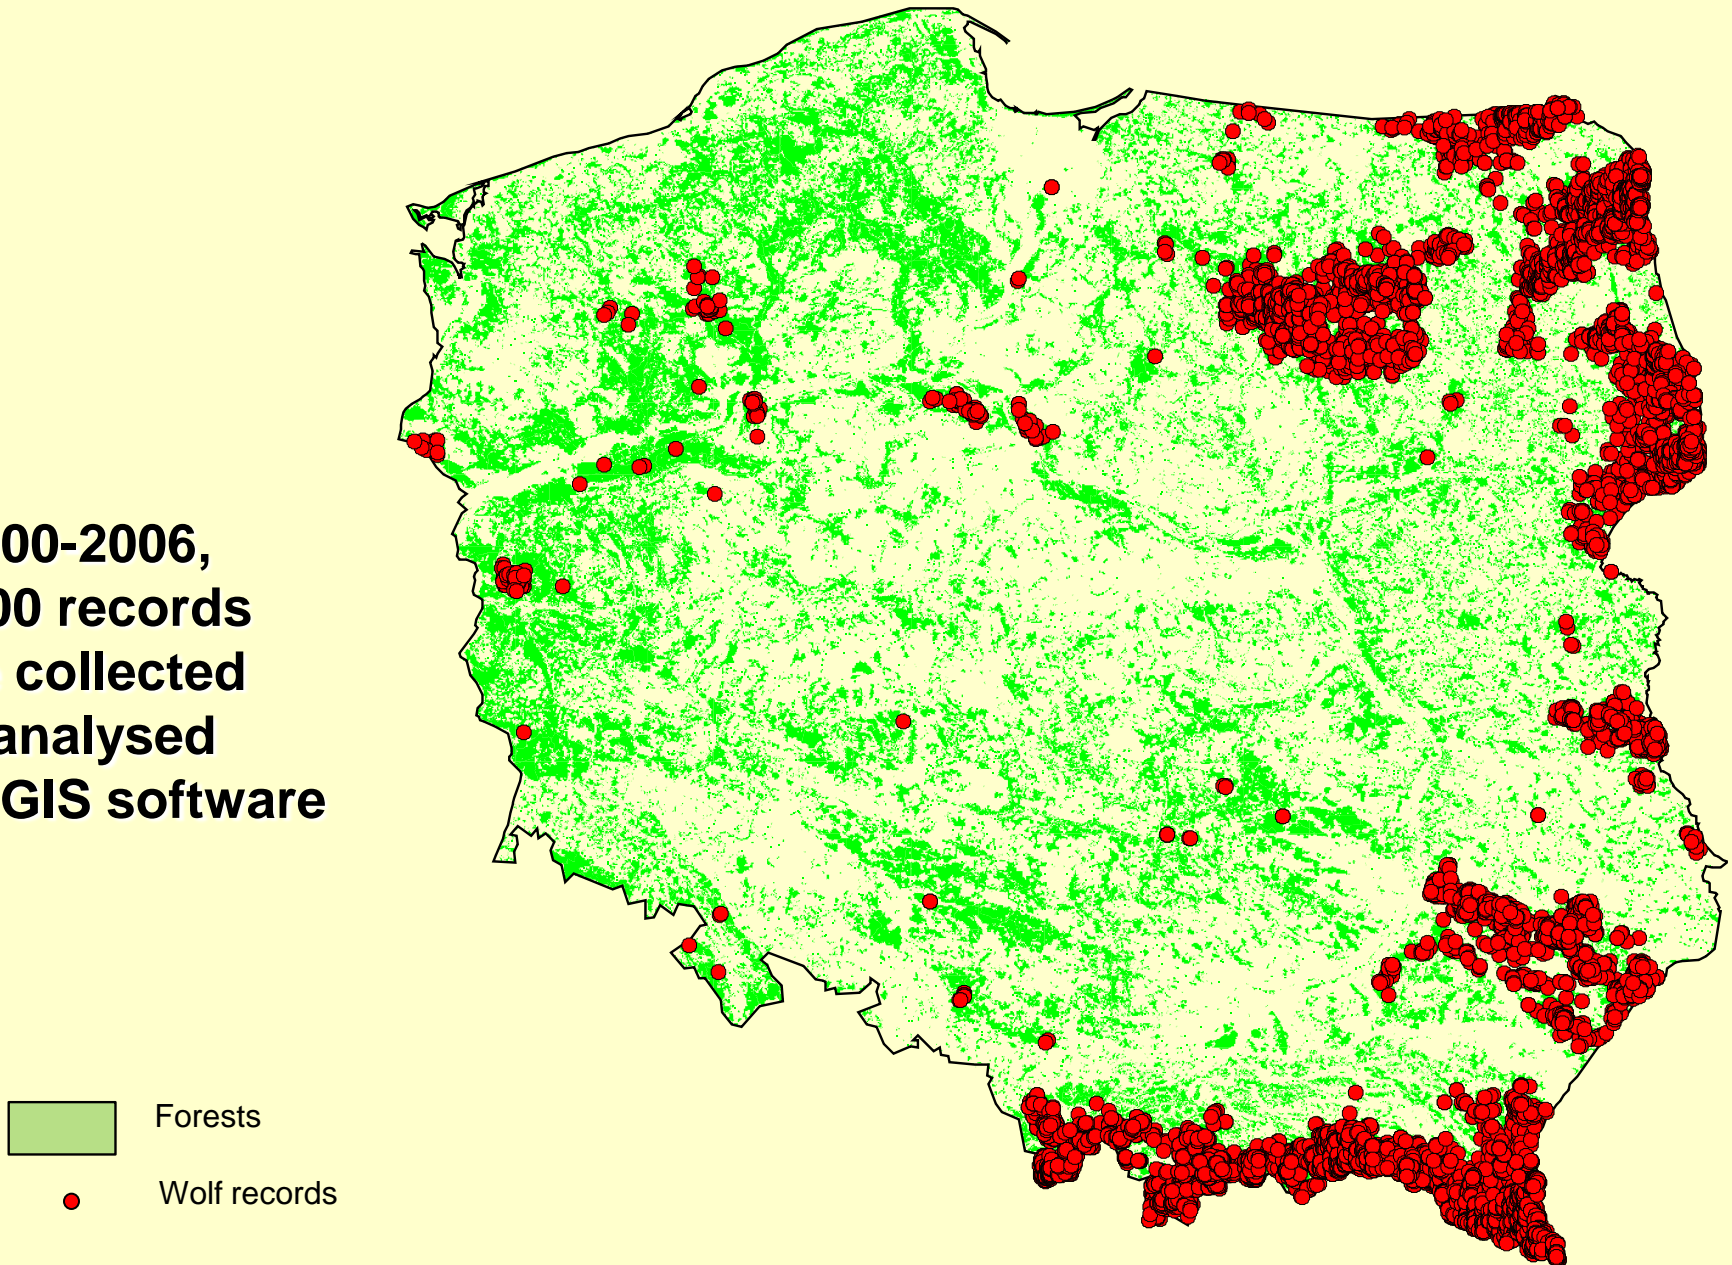 00-2006,
00 records
collected
analysed
GIS software
Forests
Wolf records